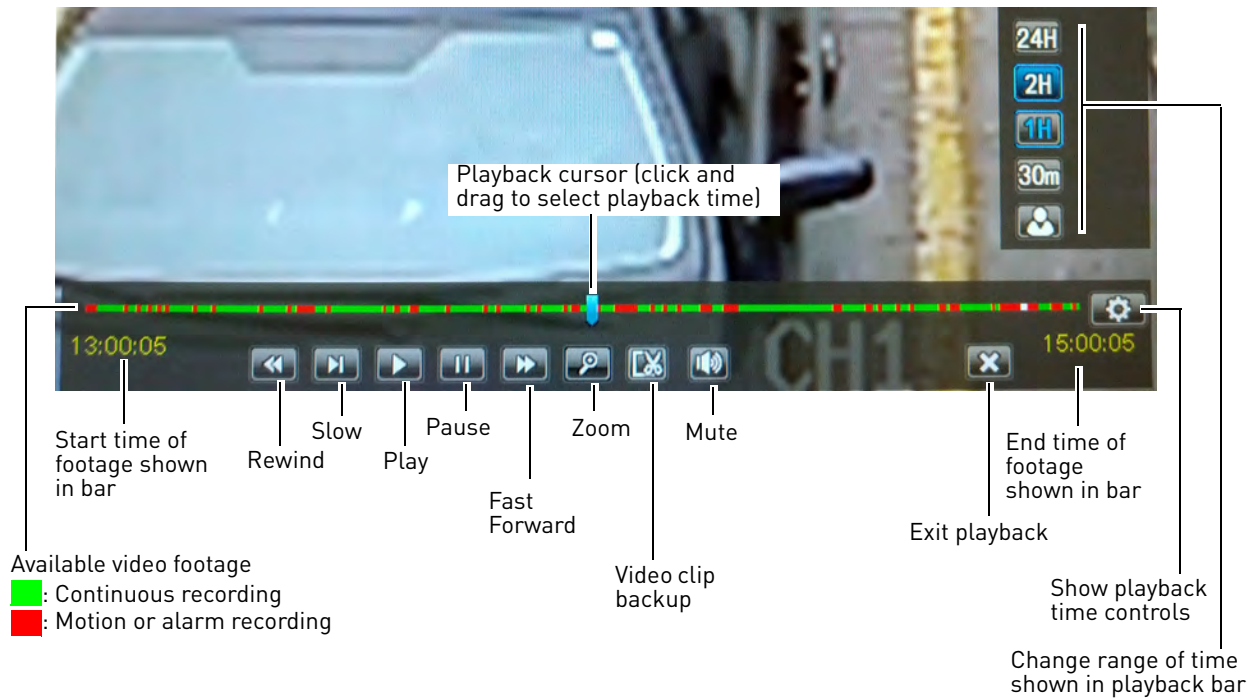 24H
2H
1H
30m
Playback cursor (click and
drag to select playback time)
13:00:05
15:00:05
CH1
Start time of
footage shown
in bar
Rewind
Slow
Play
Pause
Fast
Forward
Zoom
Video clip
backup
Mute
Exit playback
End time of
footage
shown in bar
Show playback
time controls
Change range of time
shown in playback bar
Available video footage
: Continuous recording
: Motion or alarm recording